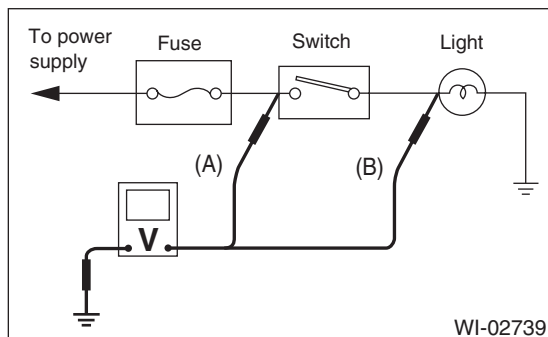 To power
supply
Fuse
Switch
Light
(A)
(B)
V
WI-02739